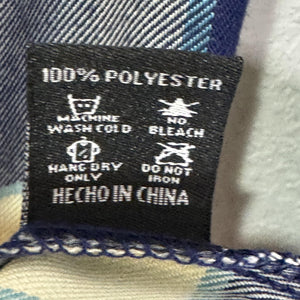 100% POLYESTER
MACHINE WASH COLD
NO BLEACH
HANG DRY ONLY
DO NOT IRON
HECHO IN CHINA